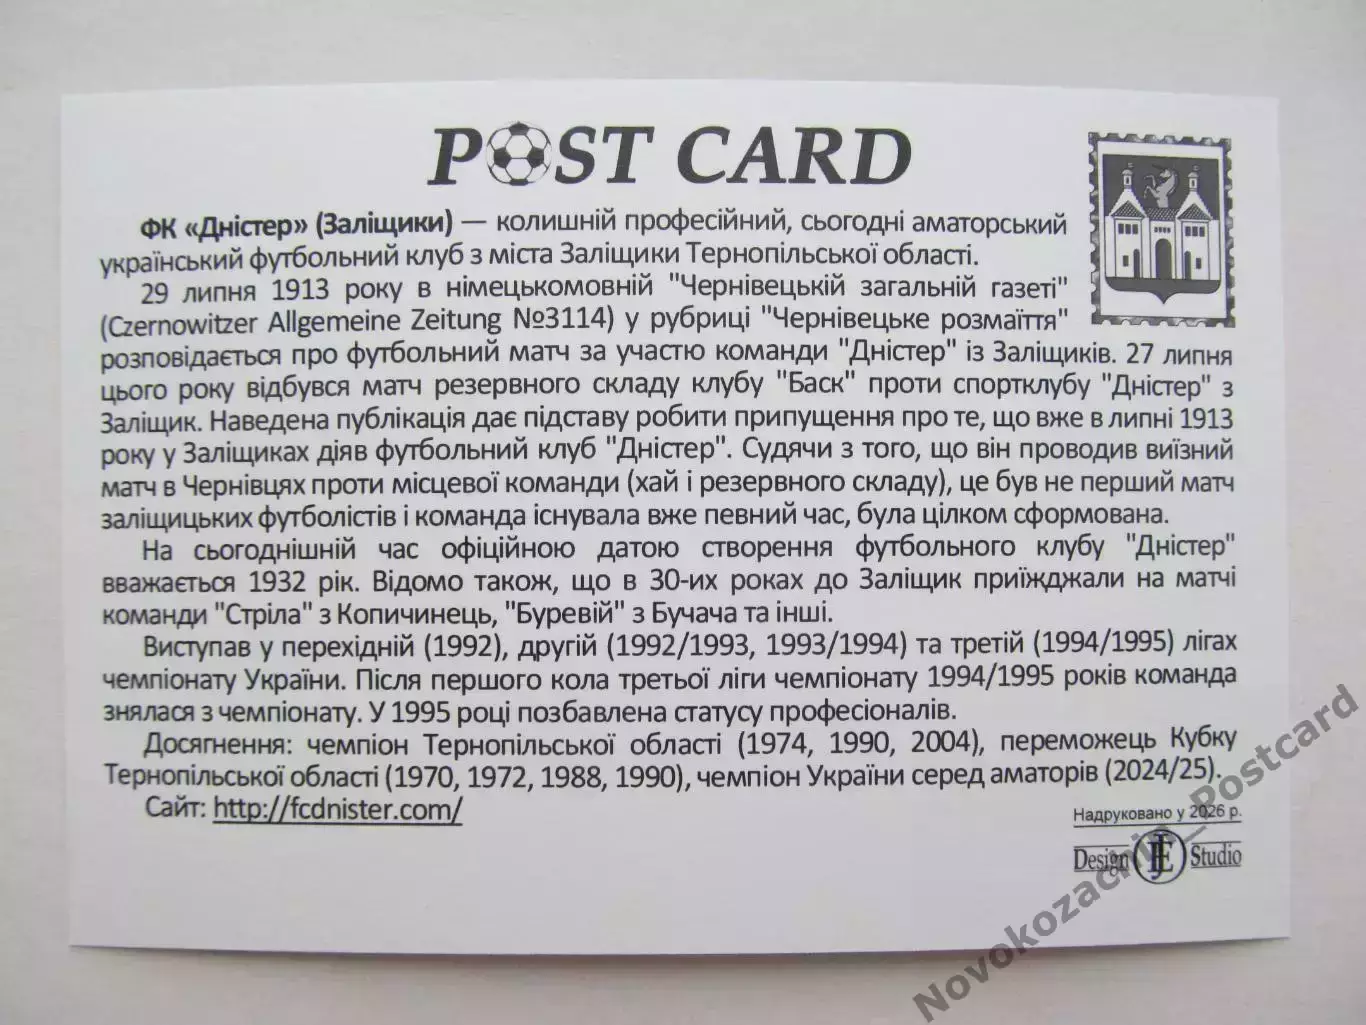 POST CARD
ФК «Дністер» (Заліщики) — колишній професійний, сьогодні аматорський
український футбольний клуб з міста Заліщики Тернопільської області.
29 липня 1913 року в німецькомовній "Чернівецькій загальній газеті"
(Czernowitzer Allgemeine Zeitung №3114) у рубриці "Чернівецьке розмаїття"
розповідається про футбольний матч за участю команди "Дністер" із Заліщиків. 27 липня
цього року відбувся матч резервного складу клубу "Баск" проти спортклубу "Дністер" з
Заліщик. Наведена публікація дає підставу робити припущення про те, що вже в липні 1913
року у Заліщиках діяв футбольний клуб "Дністер". Судячи з того, що він проводив виїзний
матч в Чернівцях проти місцевої команди (хай і резервного складу), це був не перший матч
заліщицьких футболістів і команда існувала вже певний час, була цілком сформована.
На сьогоднішній час офіційною датою створення футбольного клубу "Дністер"
вважається 1932 рік. Відомо також, що в 30-их роках до Заліщик приїжджали на матчі
команди "Стріла" з Копичинець, "Буревій" з Бучача та інші.
Виступав у перехідній (1992), другій (1992/1993, 1993/1994) та третій (1994/1995) лігах
чемпіонату України. Після першого кола третьої ліги чемпіонату 1994/1995 років команда
знялася з чемпіонату. У 1995 році позбавлена статусу професіоналів.
Досягнення: чемпіон Тернопільської області (1974, 1990, 2004), переможець Кубку
Тернопільської області (1970, 1972, 1988, 1990), чемпіон України серед аматорів (2024/25).
Сайт: http://fcdnister.com/
Надруковано у 2026 р.
Design Studio
Novokozachin_Postcard